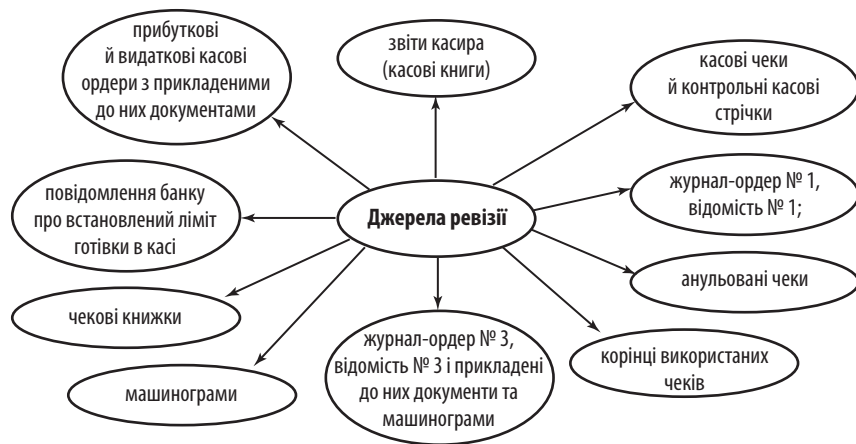 прибуткові
й видаткові касові
ордери з прикладеними
до них документами
звіти касира
(касові книги)
касові чеки
й контрольні касові
стрічки
повідомлення банку
про встановлений ліміт
готівки в касі
Джерела ревізії
журнал-ордер № 1,
відомість № 1;
анульовані чеки
чекові книжки
журнал-ордер № 3,
відомість № 3 і прикладені
до них документи та
машинограми
корінці використаних
чеків
машинограми